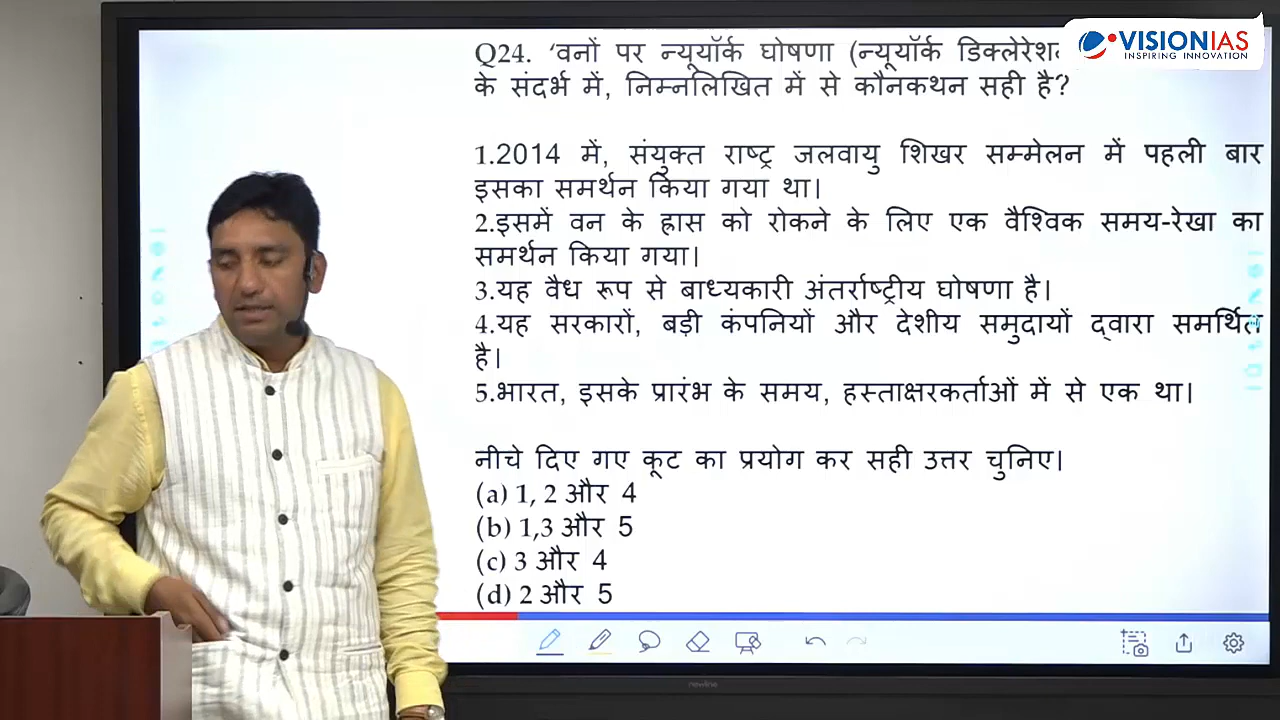 VISIONIAS
INSPIRING INNOVATION
Q24. ‘वनों पर न्यूयॉर्क घोषणा (न्यूयॉर्क
के संदर्भ में, निम्नलिखित में से कौनकथन सही है?
1.2014 में, संयुक्त राष्ट्र जलवायु शिखर सम्मेलन में पहली बार
इसका समर्थन किया गया था।
2.इसमें वन के ह्रास को रोकने के लिए एक वैश्विक समय-रेखा का
समर्थन किया गया।
3.यह वैध रूप से बाध्यकारी अंतर्राष्ट्रीय घोषणा है।
4.यह सरकारों, बड़ी कंपनियों और देशीय समुदायों द्वारा समर्थित
है।
5.भारत, इसके प्रारंभ के समय, हस्ताक्षरकर्ताओं में से एक था।
नीचे दिए गए कूट का प्रयोग कर सही उत्तर चुनिए।
(a) 1, 2 और 4
(b) 1,3 और 5
(c) 3 और 4
(d) 2 और 5
newline